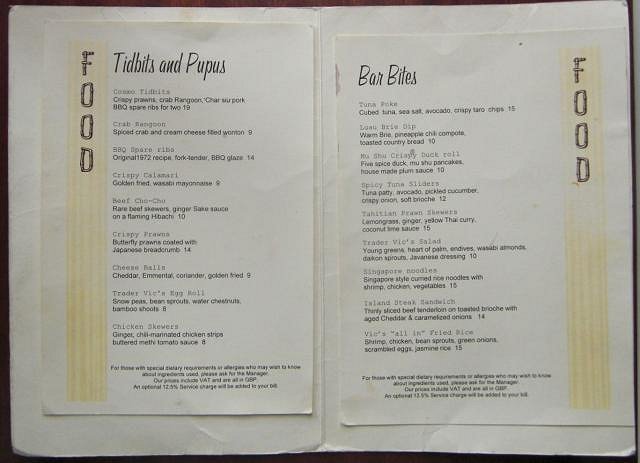 FOOD
Tidbits and Pupus
Cosmo Tidbits
Crispy prawns, crab Rangoon, Char siu pork
BBQ spare ribs for two 19
Crab Rangoon
Spiced crab and cream cheese filled wonton 9
BBQ Spare ribs
Original1972 recipe, fork-tender, BBQ glaze 14
Crispy Calamari
Golden fried, wasabi mayonnaise 9
Beef Cho-Cho
Rare beef skewers, ginger Sake sauce
on a flaming Hibachi 10
Crispy Prawns
Butterfly prawns coated with
Japanese breadcrumb 14
Cheese Balls
Cheddar, Emmental, coriander, golden fried 9
Trader Vic's Egg Roll
Snow peas, bean sprouts, water chestnuts,
bamboo shoots 8
Chicken Skewers
Ginger, chili-marinated chicken strips
buttered methi tomato sauce 8
For those with special dietary requirements or allergies who may wish to know
about ingredients used, please ask for the Manager.
Our prices include VAT and are all in GBP.
An optional 12.5% Service charge will be added to your bill.
Bar Bites
Tuna Poke
Cubed tuna, sea salt, avocado, crispy taro chips 15
Luau Brie Dip
Warm Brie, pineapple chili compote,
toasted country bread 10
Mu Shu Crispy Duck roll
Five spice duck, mu shu pancakes,
house made plum sauce 10
Spicy Tuna Sliders
Tuna patty, avocado, pickled cucumber,
crispy onion, soft brioche 12
Tahitian Prawn Skewers
Lemongrass, ginger, yellow Thai curry,
coconut lime sauce 15
Trader Vic's Salad
Young greens, heart of palm, endives, wasabi almonds,
daikon sprouts, Javanese dressing 10
Singapore noodles
Singapore style curried rice noodles with
shrimp, chicken, vegetables 15
Island Steak Sandwich
Thinly sliced beef tenderloin on toasted brioche with
aged Cheddar & caramelized onions 14
Vic's "all in" Fried Rice
Shrimp, chicken, bean sprouts, green onions,
scrambled eggs, jasmine rice 15
For those with special dietary requirements or allergies who may wish to know
about ingredients used, please ask for the Manager.
Our prices include VAT and are all in GBP.
An optional 12.5% Service charge will be added to your bill.
FOOD